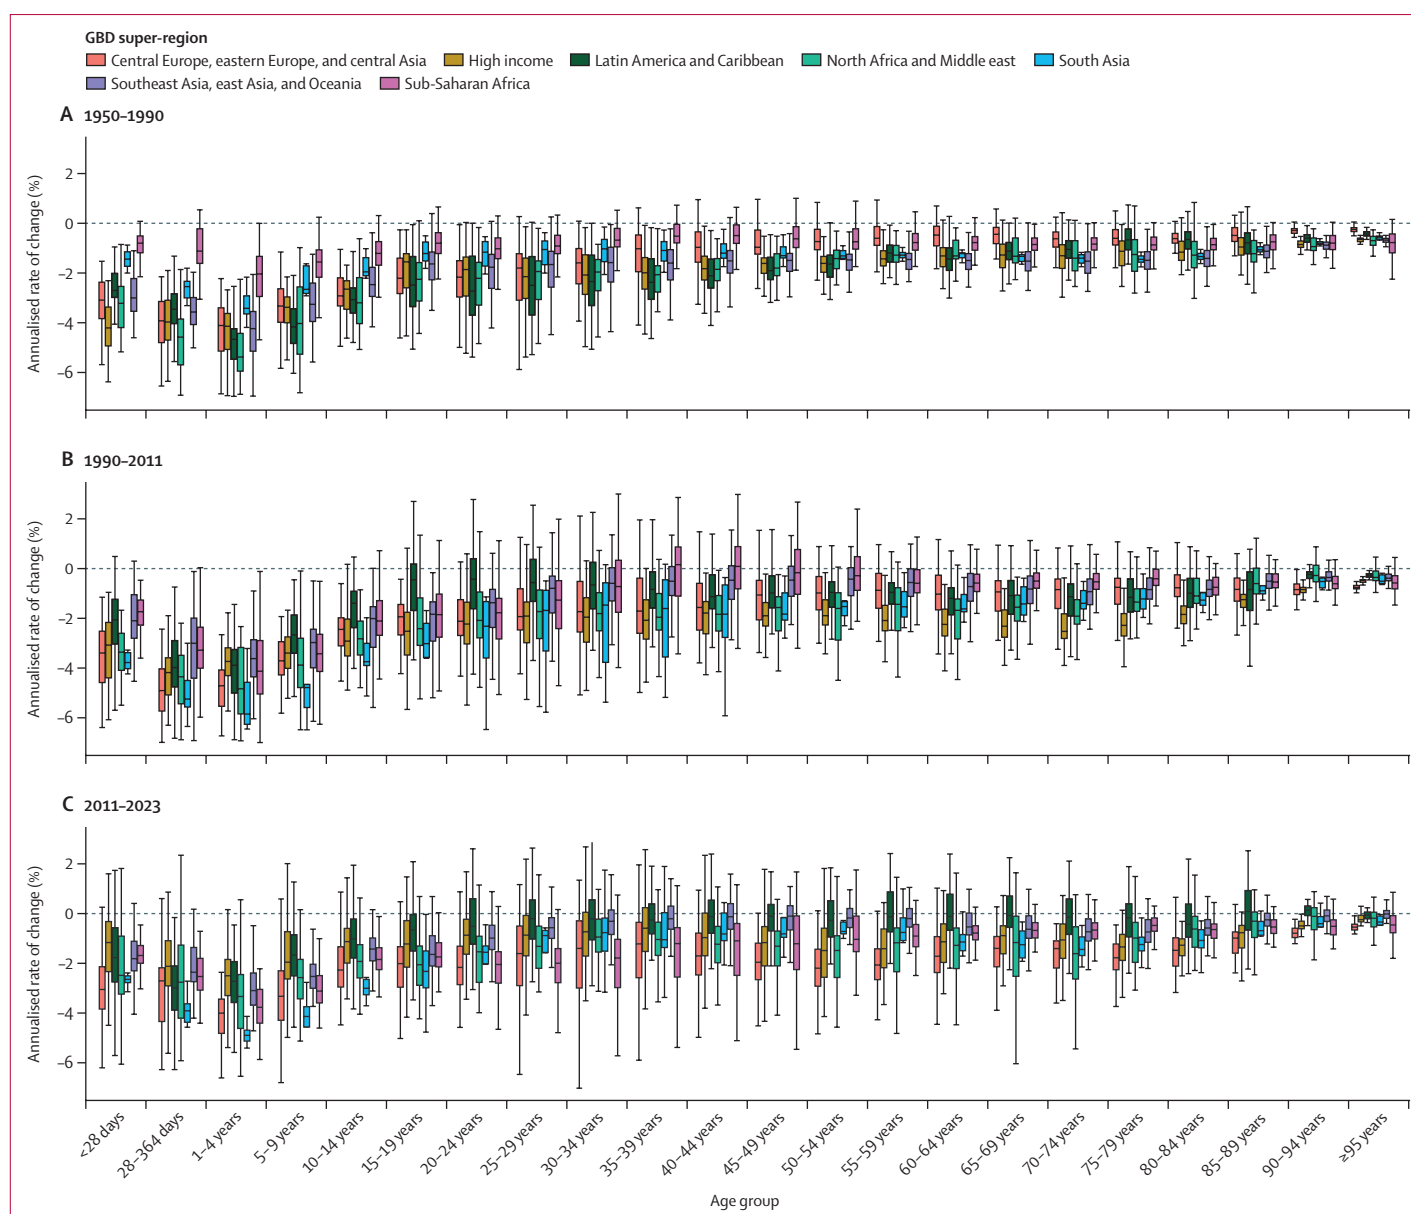 GBD super-region
Central Europe, eastern Europe, and central Asia High income Latin America and Caribbean North Africa and Middle east South Asia
Southeast Asia, east Asia, and Oceania Sub-Saharan Africa
A 1950–1990
Annualised rate of change (%)
2
0
–2
–4
–6
B 1990–2011
Annualised rate of change (%)
2
0
–2
–4
–6
C 2011–2023
Annualised rate of change (%)
2
0
–2
–4
–6
<28 days
28–364 days
1–4 years
5–9 years
10–14 years
15–19 years
20–24 years
25–29 years
30–34 years
35–39 years
40–44 years
45–49 years
50–54 years
55–59 years
60–64 years
65–69 years
70–74 years
75–79 years
80–84 years
85–89 years
90–94 years
≥95 years
Age group